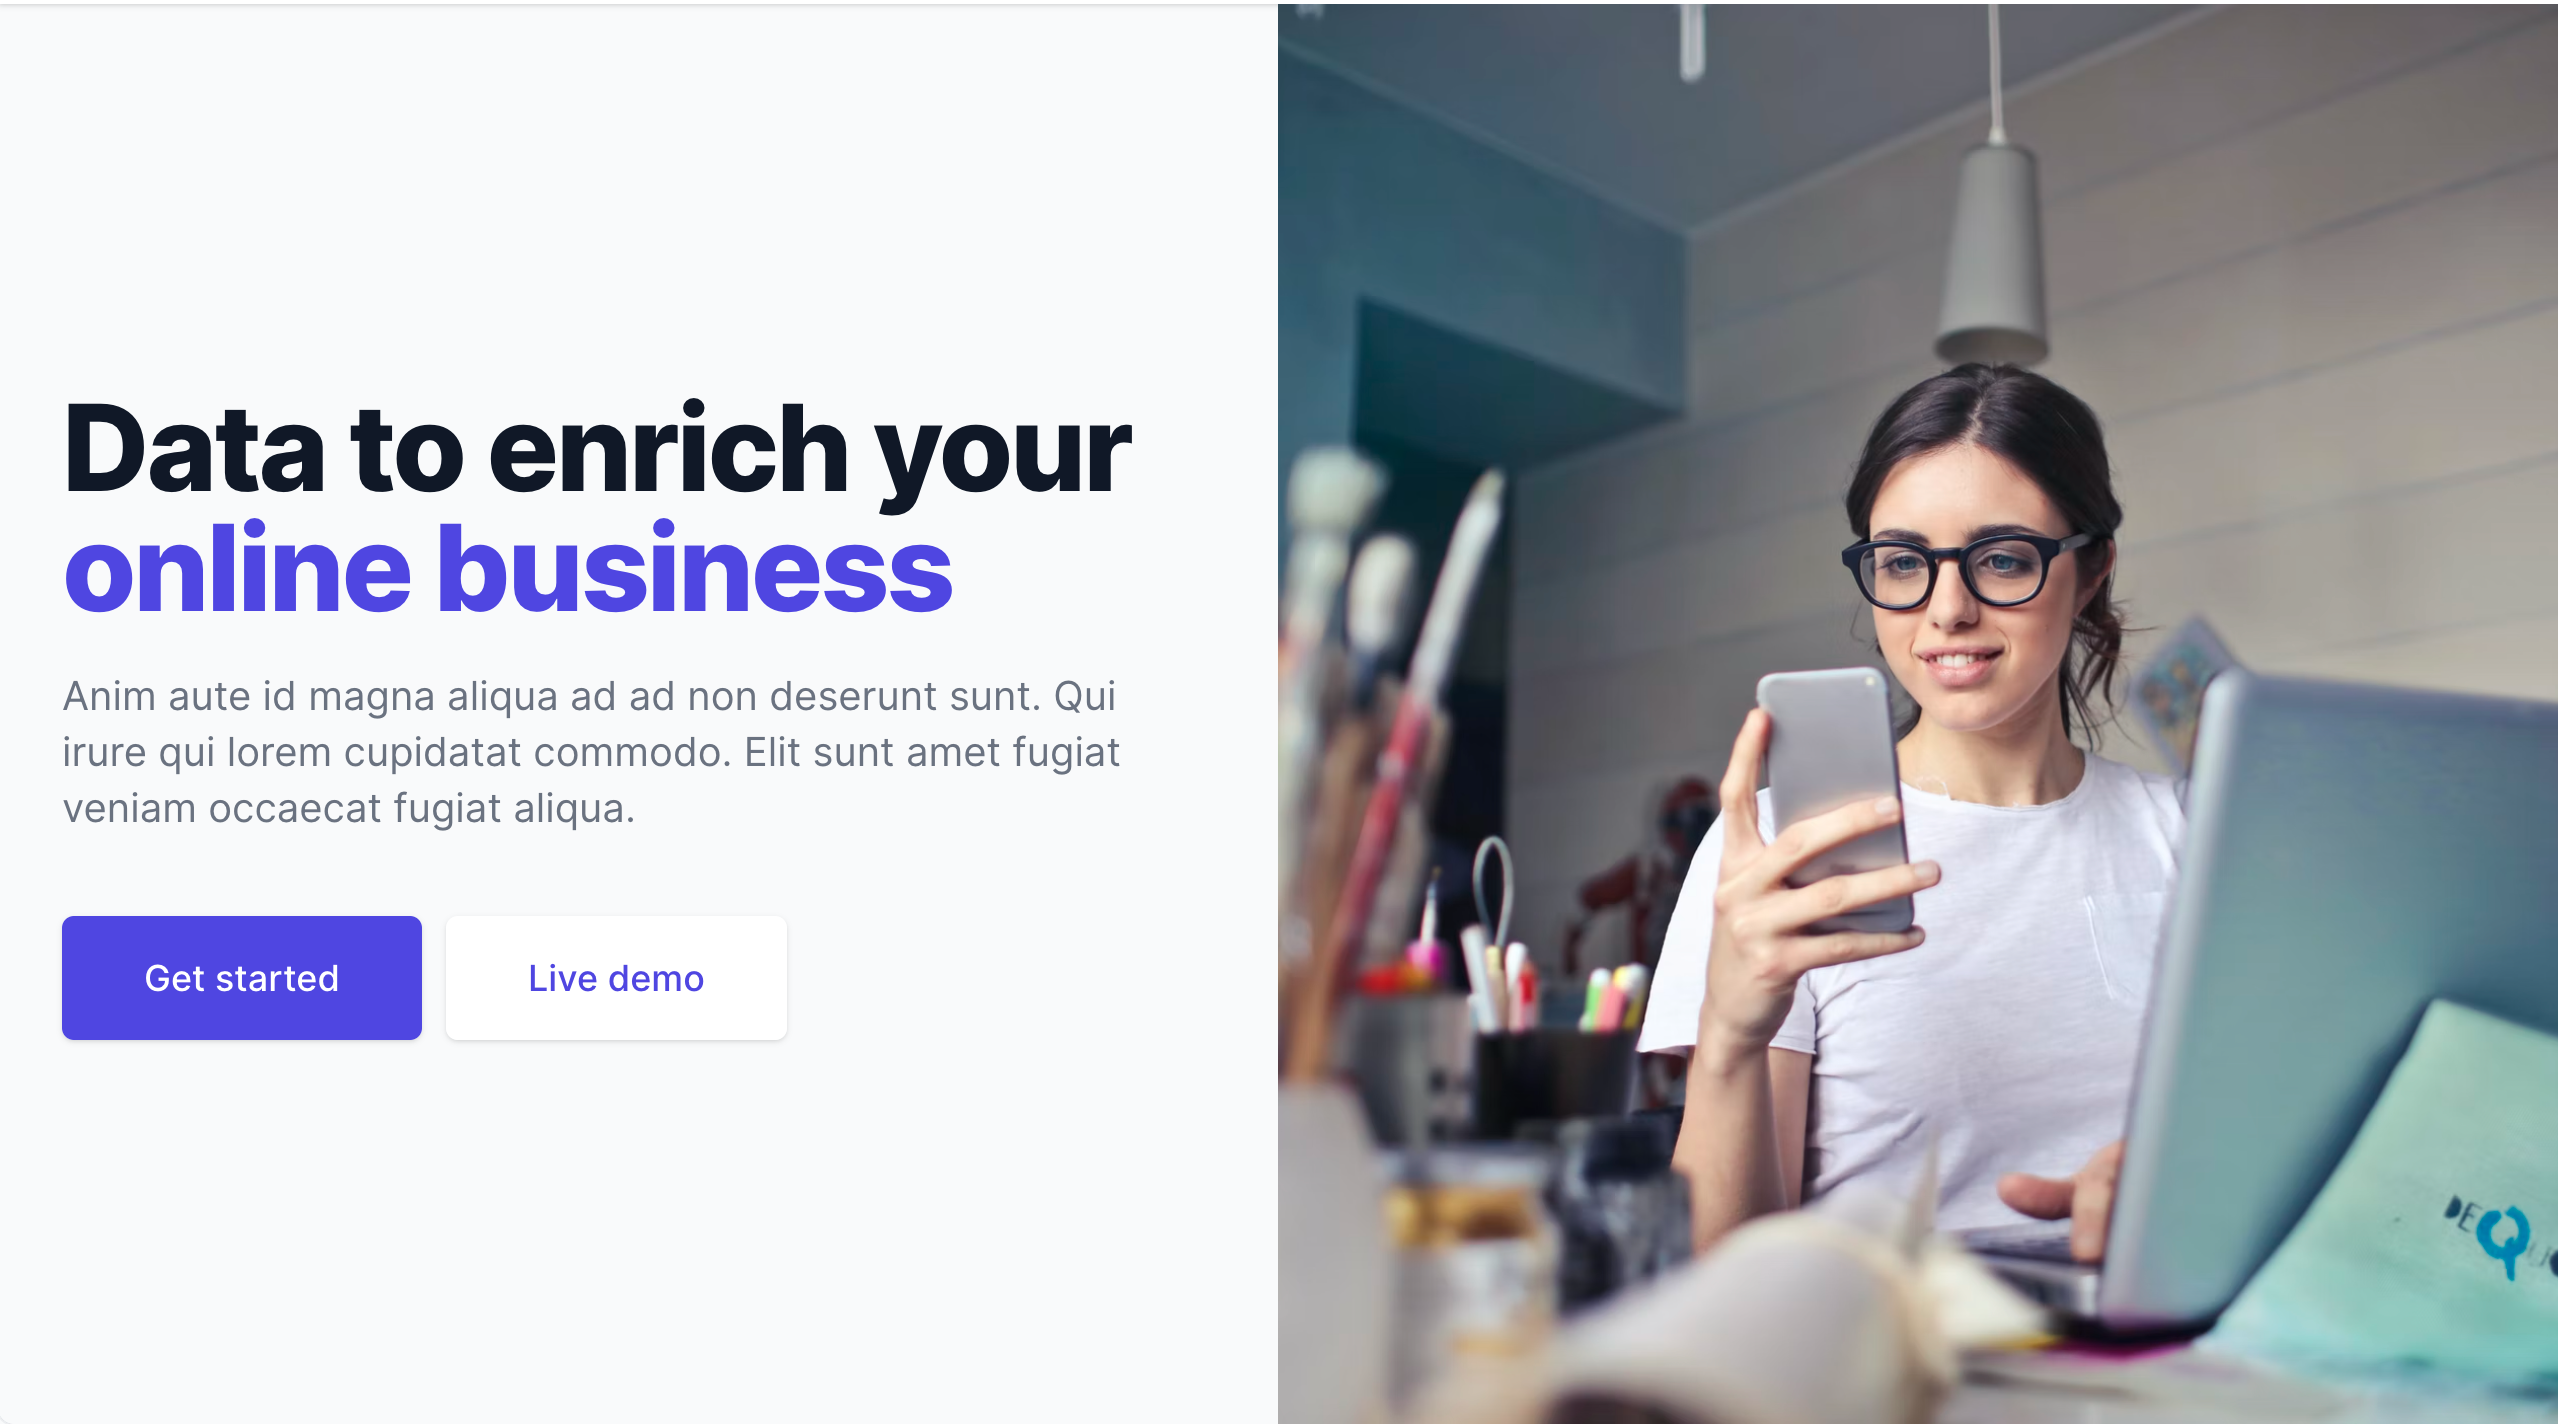 Data to enrich your
online business
Anim aute id magna aliqua ad ad non deserunt sunt. Qui
irure qui lorem cupidatat commodo. Elit sunt amet fugiat
veniam occaecat fugiat aliqua.
Get started
Live demo